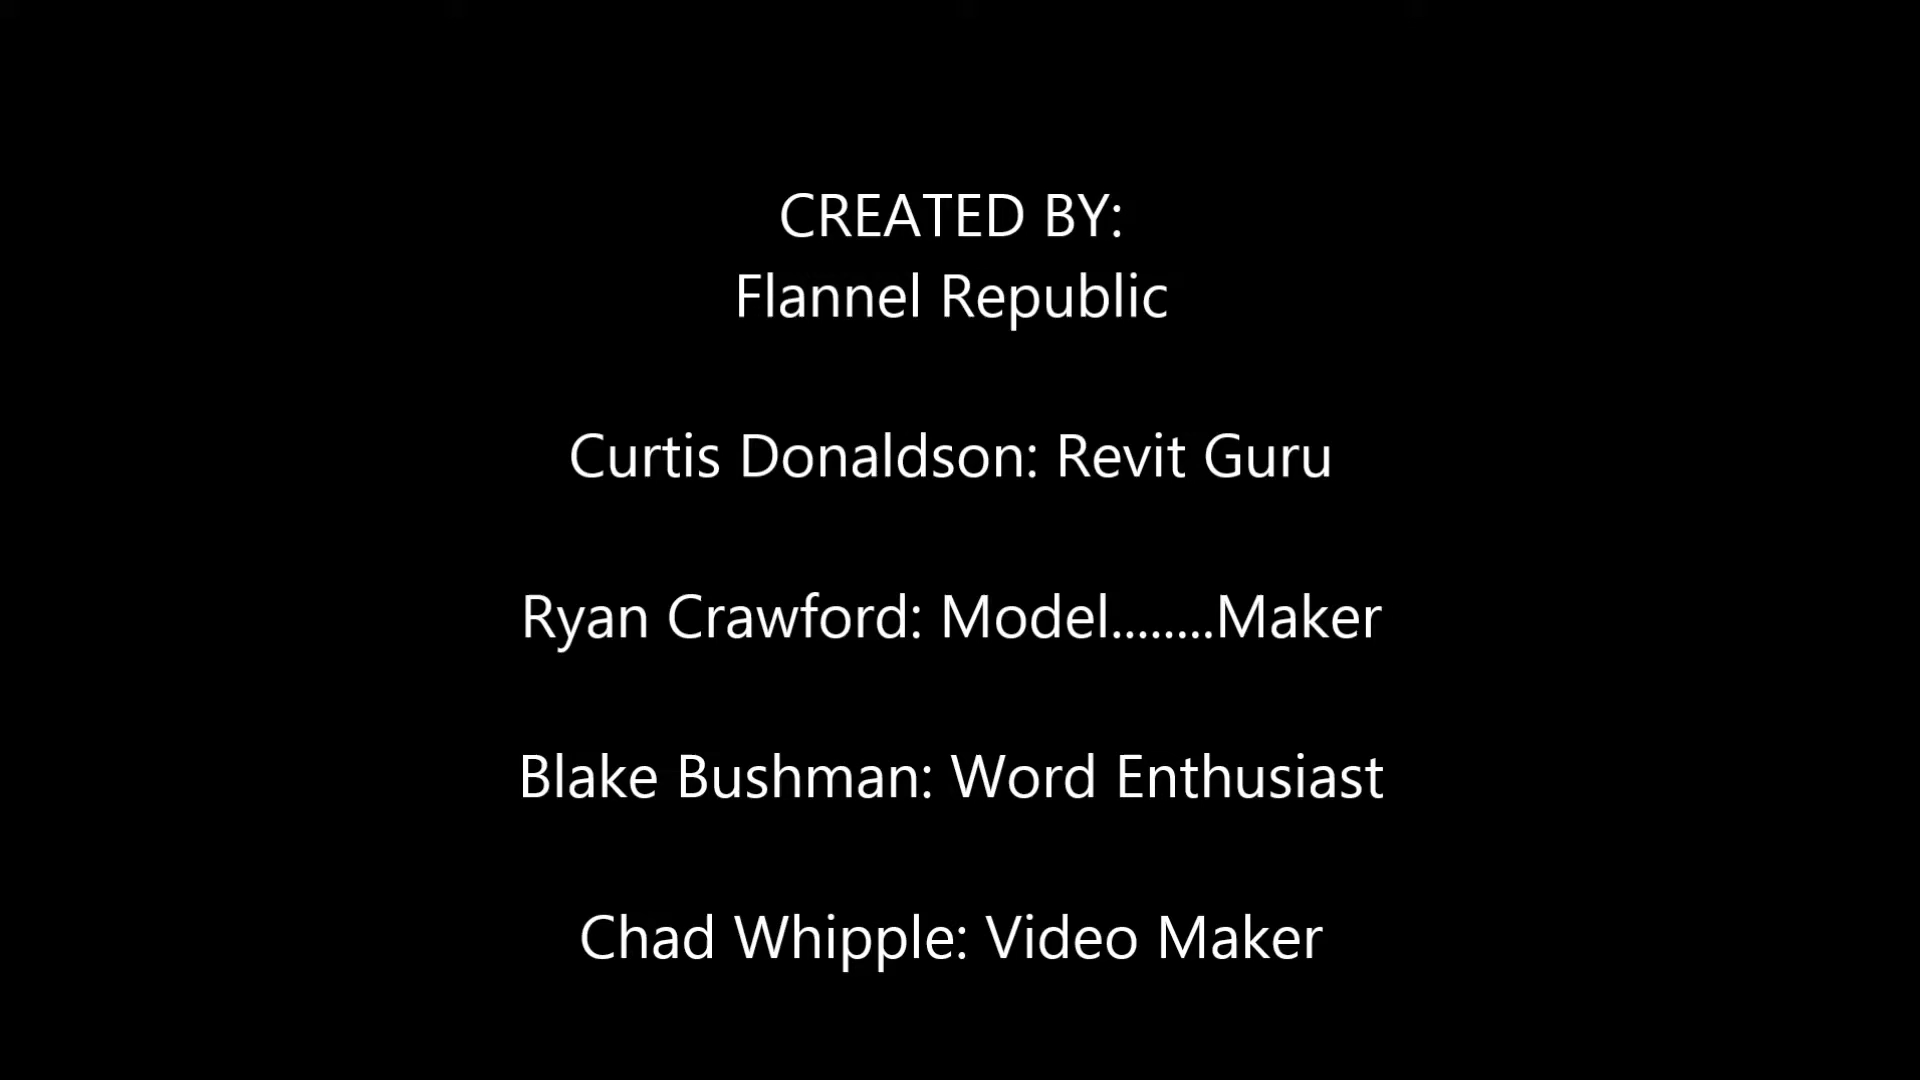 CREATED BY:
Flannel Republic
Curtis Donaldson: Revit Guru
Ryan Crawford: Model........Maker
Blake Bushman: Word Enthusiast
Chad Whipple: Video Maker